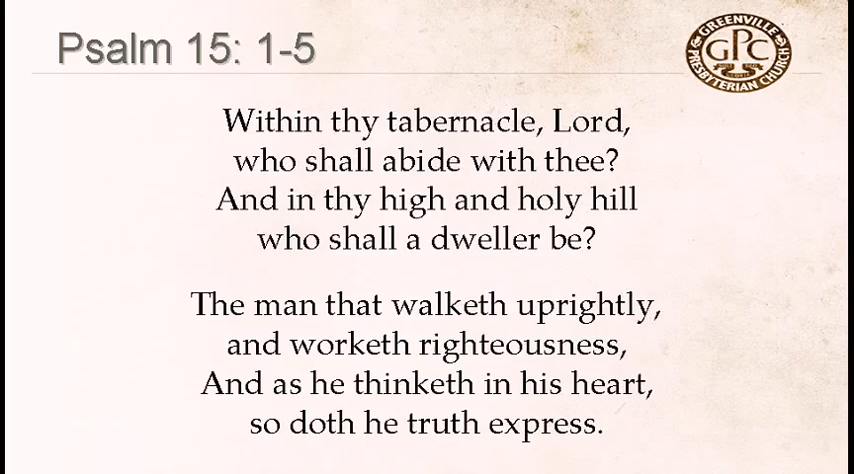 Psalm 15: 1-5
GREENVILLE
GPC
PRESBYTERIAN CHURCH
Within thy tabernacle, Lord,
who shall abide with thee?
And in thy high and holy hill
who shall a dweller be?
The man that walketh uprightly,
and worketh righteousness,
And as he thinketh in his heart,
so doth he truth express.